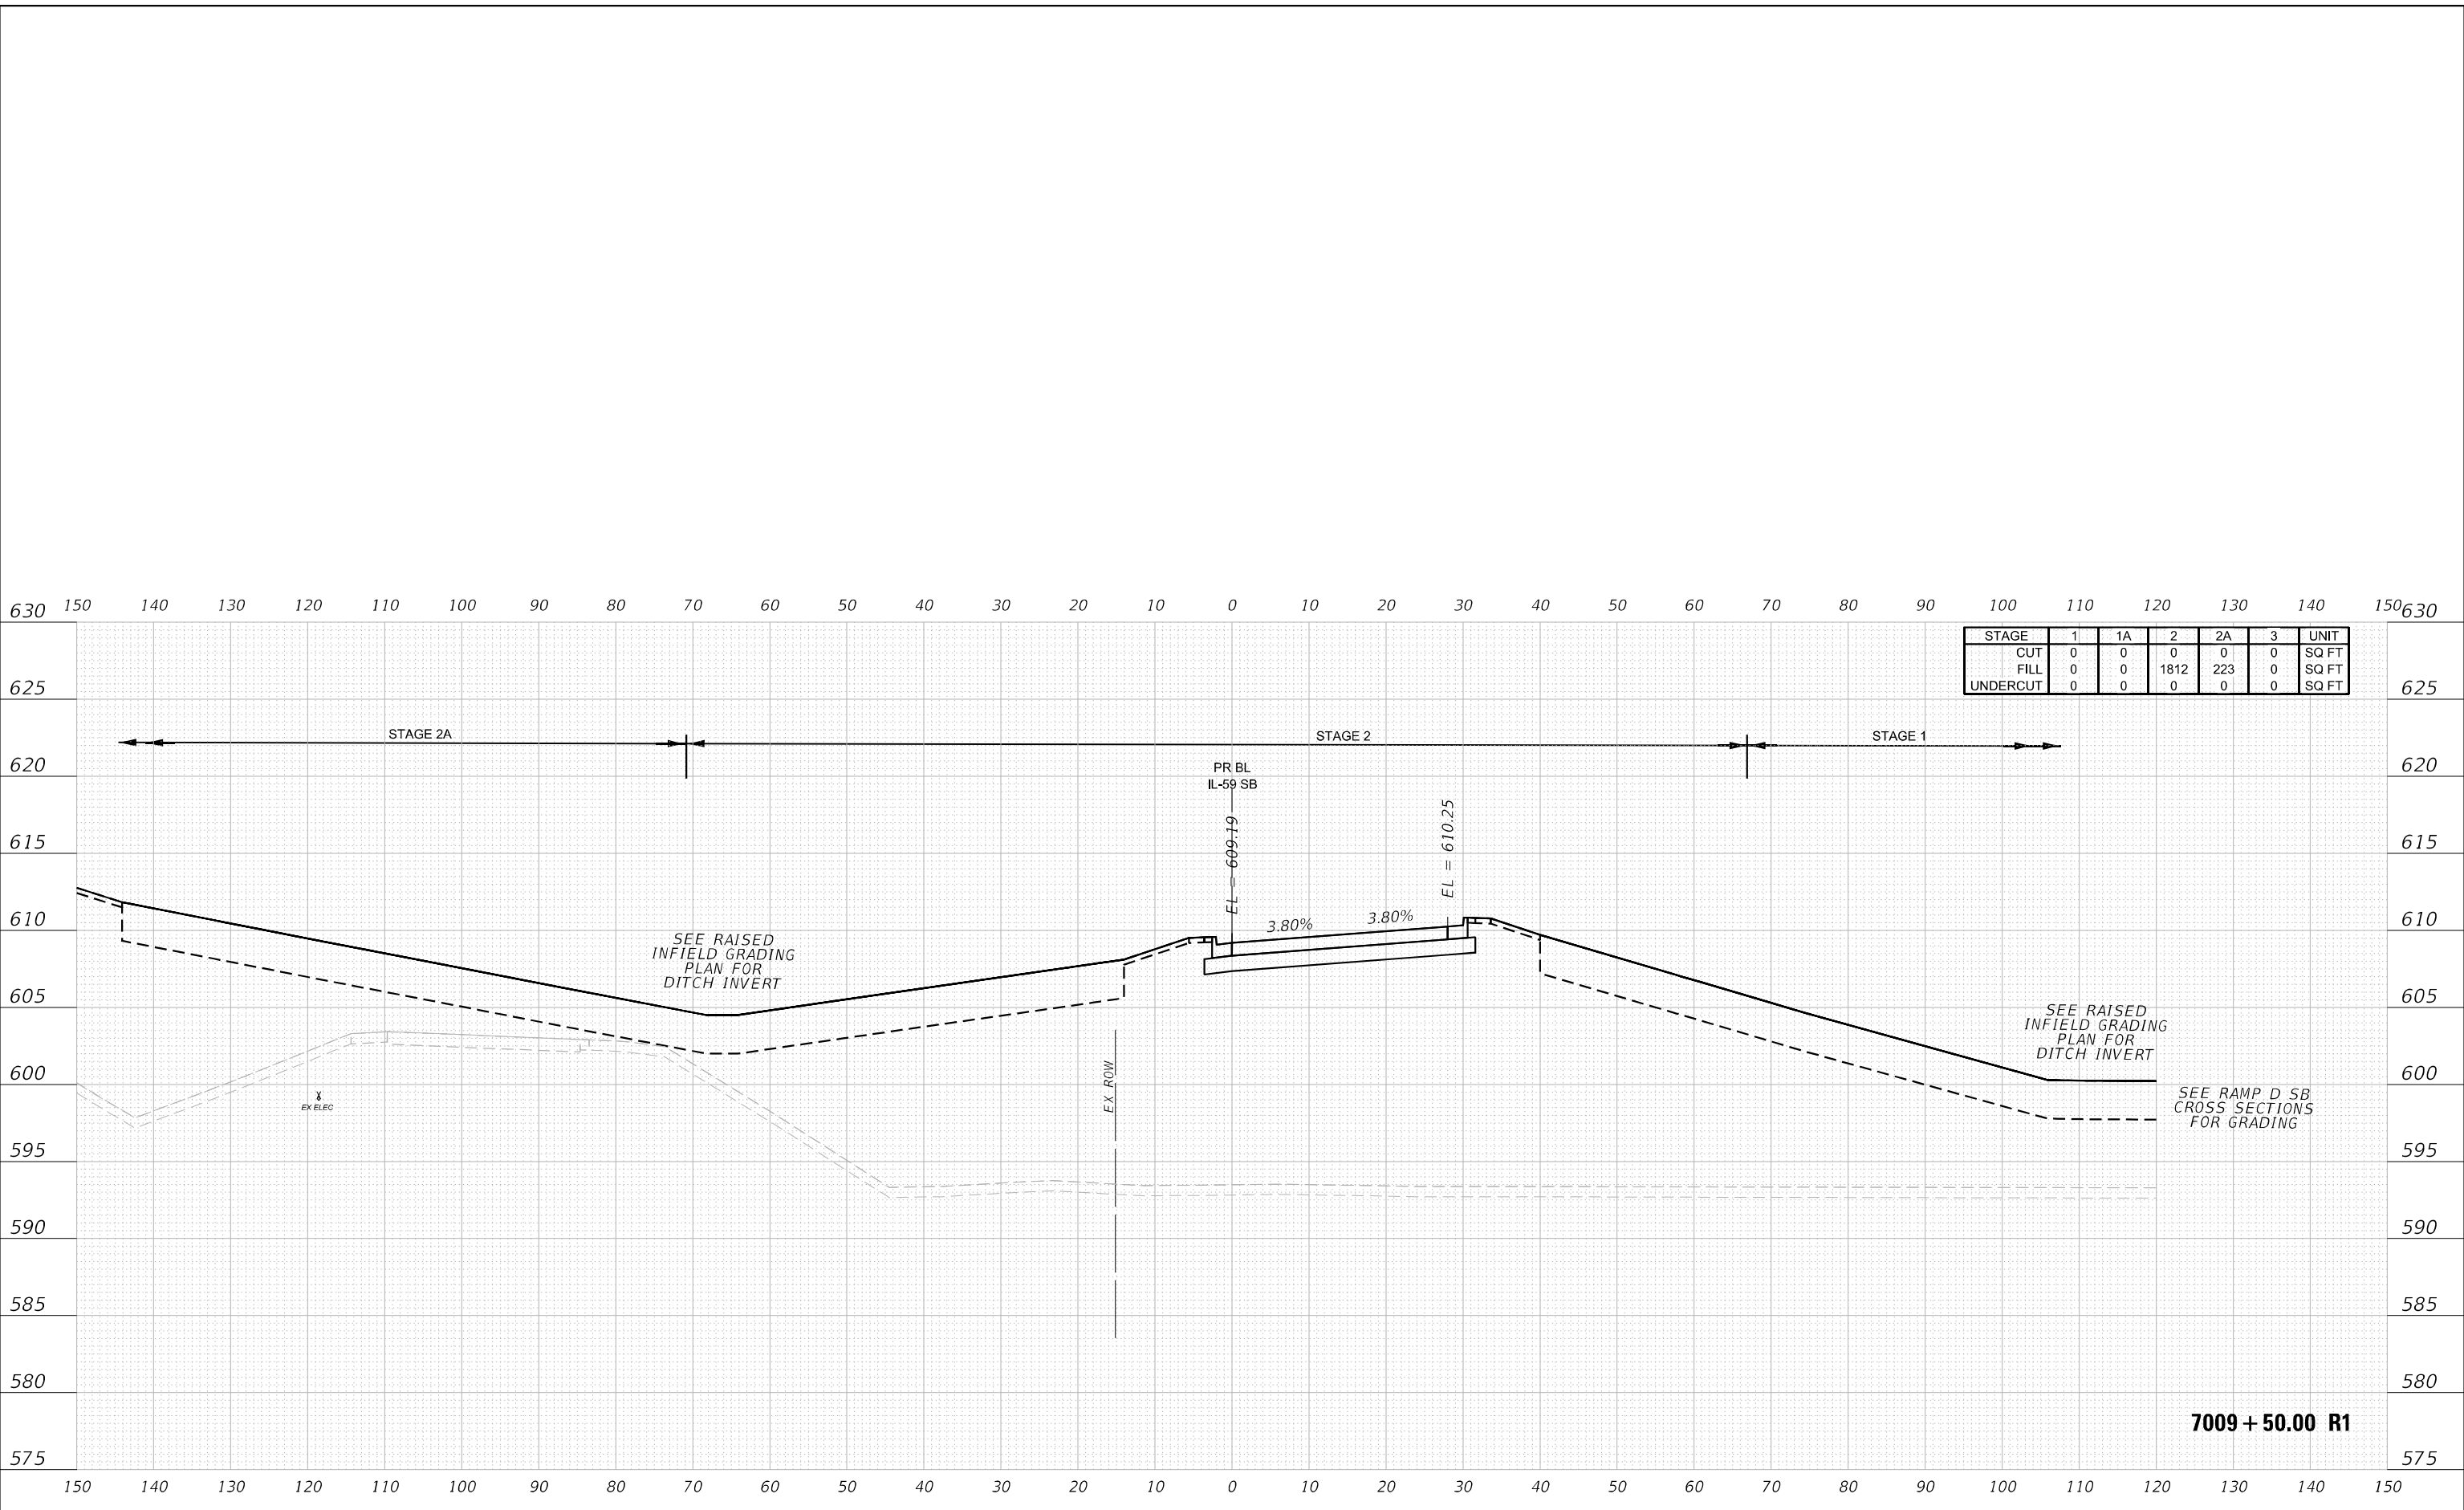 150 140 130 120 110 100 90 80 70 60 50 40 30 20 10 0 10 20 30 40 50 60 70 80 90 100 110 120 130 140 150
630 630
STAGE 1 1A 2 2A 3 UNIT
CUT 0 0 0 0 0 SQ FT
FILL 0 0 1812 223 0 SQ FT
UNDERCUT 0 0 0 0 0 SQ FT
625 625
STAGE 2A STAGE 2 STAGE 1
620 620
PR BL
IL-59 SB
EL = 609.19
EL = 610.25
615 615
3.80% 3.80%
610 610
SEE RAISED
INFIELD GRADING
PLAN FOR
DITCH INVERT
605 605
SEE RAISED
INFIELD GRADING
PLAN FOR
DITCH INVERT
600 600
EX ELEC
EX ROW
SEE RAMP D SB
CROSS SECTIONS
FOR GRADING
595 595
590 590
585 585
580 580
7009+50.00 R1
575 575
150 140 130 120 110 100 90 80 70 60 50 40 30 20 10 0 10 20 30 40 50 60 70 80 90 100 110 120 130 140 150